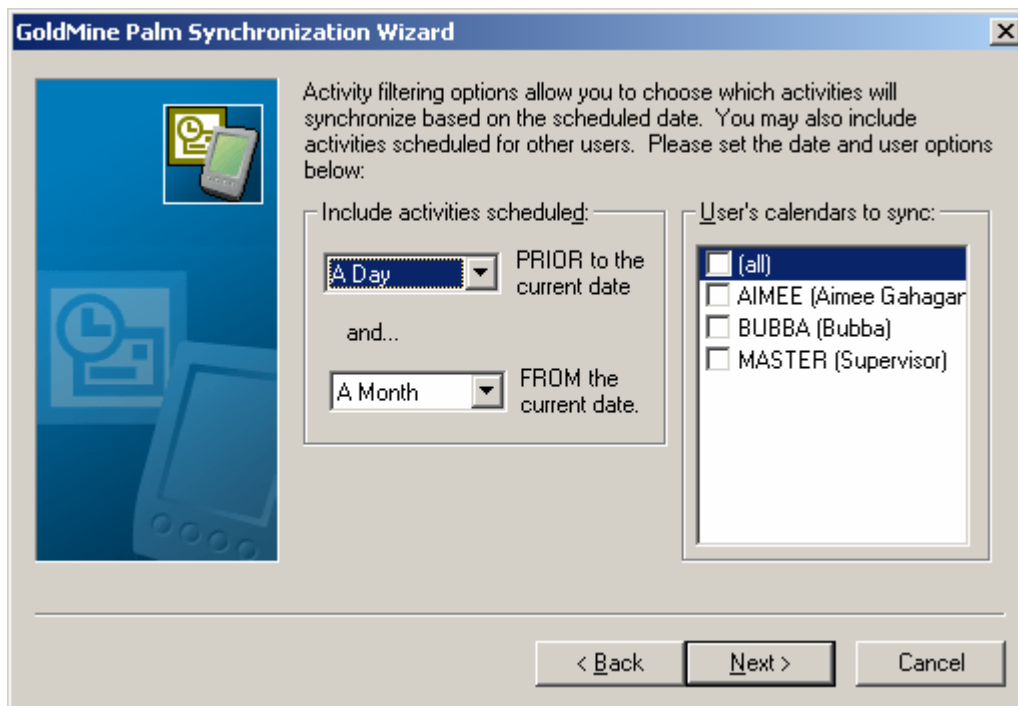 GoldMine Palm Synchronization Wizard
Activity filtering options allow you to choose which activities will
synchronize based on the scheduled date. You may also include
activities scheduled for other users. Please set the date and user options
below:
Include activities scheduled:
A Day
PRIOR to the
current date
and...
A Month
FROM the
current date.
User's calendars to sync:
(all)
AIMEE (Aimee Gahagan
BUBBA (Bubba)
MASTER (Supervisor)
< Back
Next >
Cancel